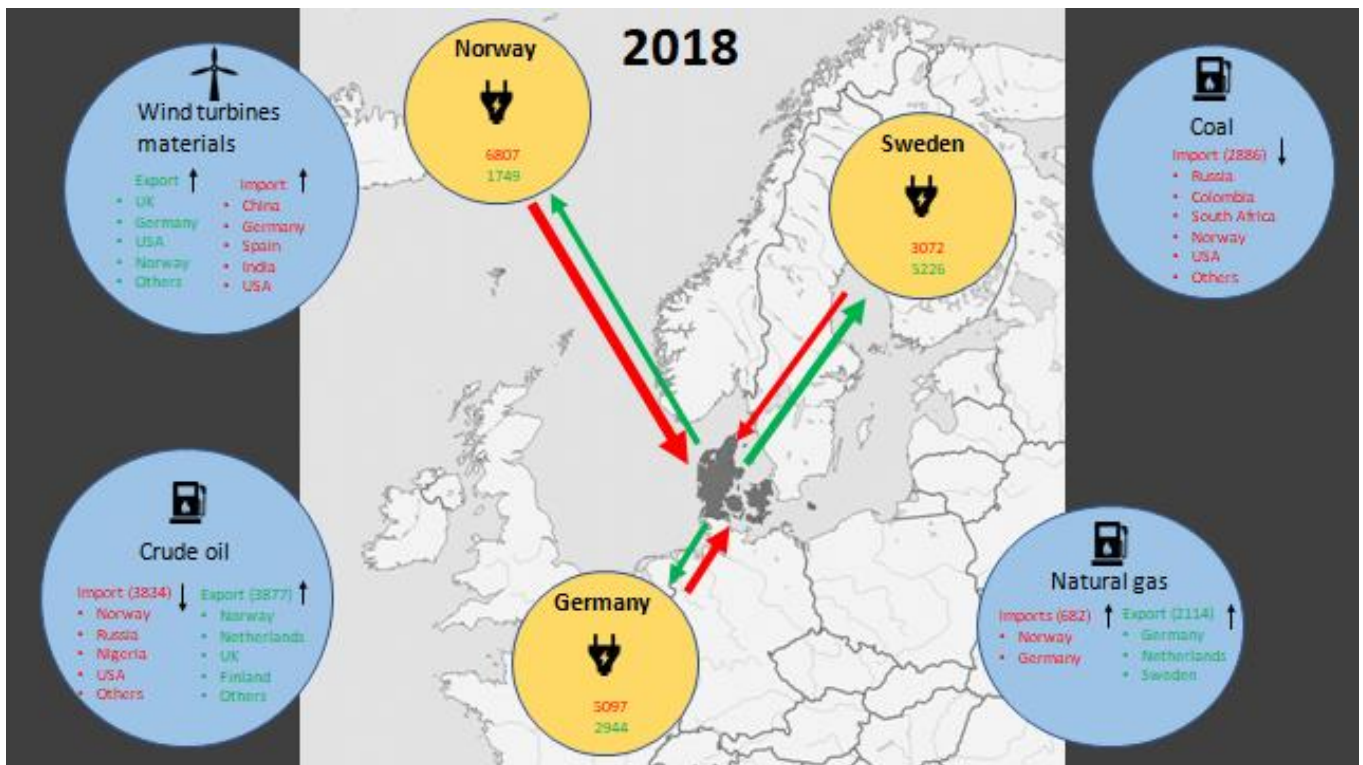 2018
Wind turbines
materials
Export
• UK
• Germany
• USA
• Norway
• Others
Import
• China
• Germany
• Spain
• India
• USA
Norway
6807
1749
Sweden
3072
5226
Coal
Import (2886)
• Russia
• Colombia
• South Africa
• Norway
• USA
• Others
Crude oil
Import (3834)
• Norway
• Russia
• Nigeria
• USA
• Others
Export (3877)
• Norway
• Netherlands
• UK
• Finland
• Others
Germany
5097
2944
Natural gas
Imports (682)
• Norway
• Germany
Export (2114)
• Germany
• Netherlands
• Sweden